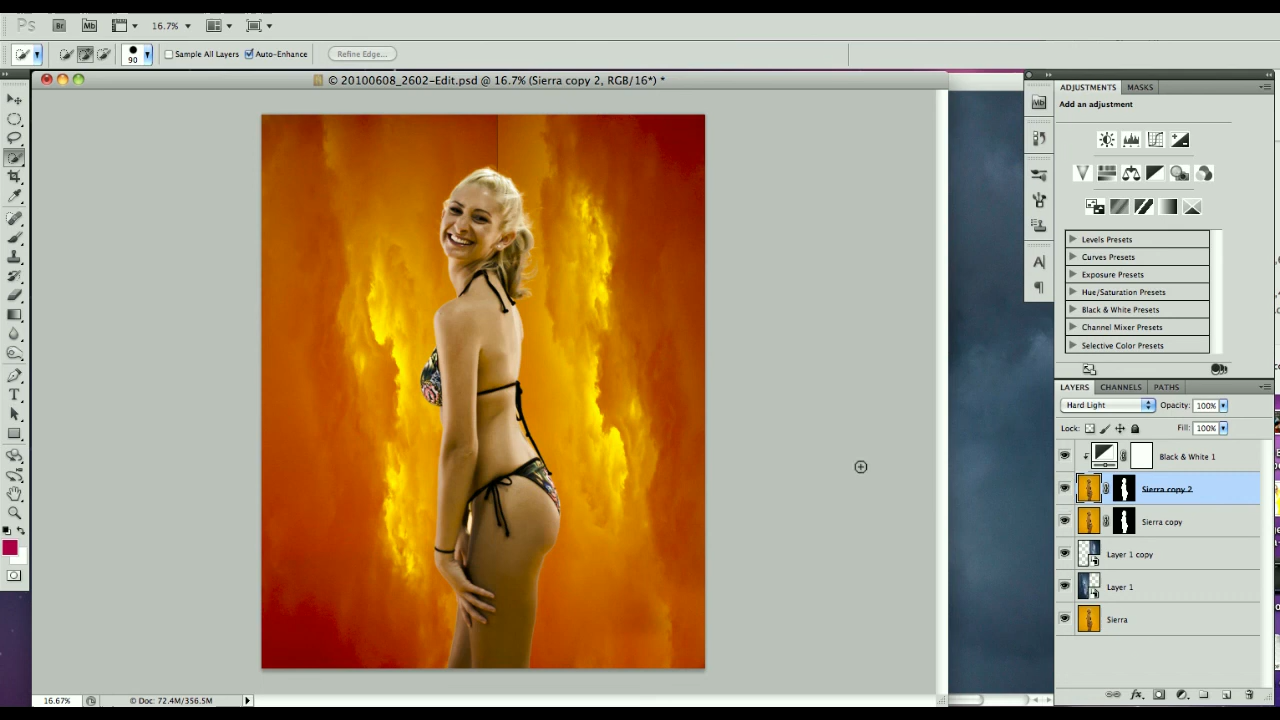 Ps Br Mb 16.7%
90 Sample All Layers Auto-Enhance Refine Edge...
© 20100608_2602-Edit.psd @ 16.7% (Sierra copy 2, RGB/16*) *
ADJUSTMENTS MASKS
Add an adjustment
Levels Presets
Curves Presets
Exposure Presets
Hue/Saturation Presets
Black & White Presets
Channel Mixer Presets
Selective Color Presets
LAYERS CHANNELS PATHS
Hard Light Opacity: 100%
Lock: Fill: 100%
Black & White 1
Sierra copy 2
Sierra copy
Layer 1 copy
Layer 1
Sierra
16.67% © Doc: 72.4M/356.5M